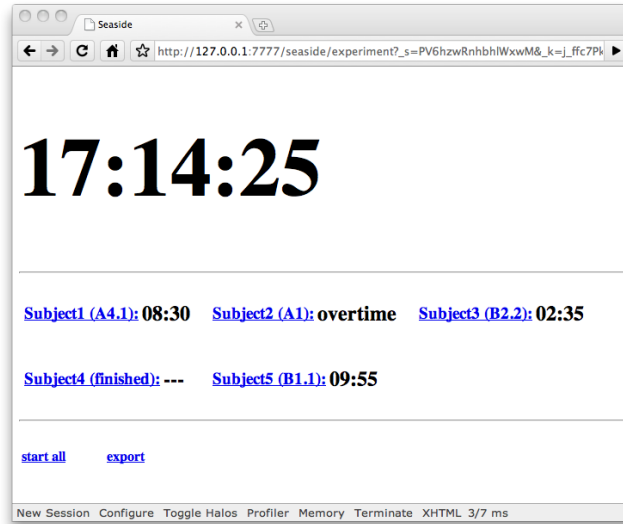 Seaside
http://127.0.0.1:7777/seaside/experiment?_s=PV6hzwRnhbhlWxwM&_k=j_ffc7Pk
17:14:25
Subject1 (A4.1): 08:30 Subject2 (A1): overtime Subject3 (B2.2): 02:35
Subject4 (finished): --- Subject5 (B1.1): 09:55
start all export
New Session Configure Toggle Halos Profiler Memory Terminate XHTML 3/7 ms